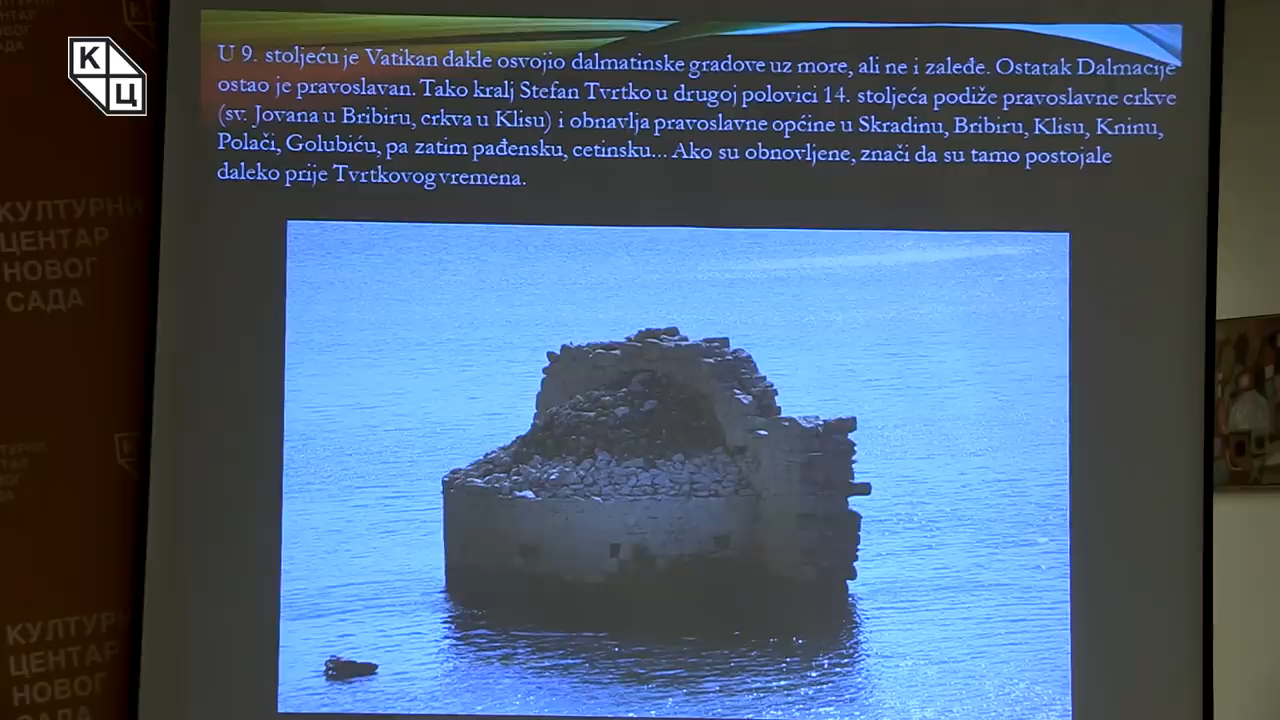 К
Ц
U 9. stoljeću je Vatikan dakle osvojio dalmatinske gradove uz more, ali ne i zaleđe. Ostatak Dalmacije
ostao je pravoslavan. Tako kralj Stefan Tvrtko u drugoj polovici 14. stoljeća podiže pravoslavne crkve
(sv. Jovana u Bribiru, crkva u Klisu) i obnavlja pravoslavne općine u Skradinu, Bribiru, Klisu, Kninu,
Polači, Golubiću, pa zatim pađensku, cetinsku... Ako su obnovljene, znači da su tamo postojale
daleko prije Tvrtkovog vremena.
КУЛТУРНИ
ЦЕНТАР
НОВОГ
САДА
КУЛТУР
ЦЕНТАР
НОВОГ
САДА